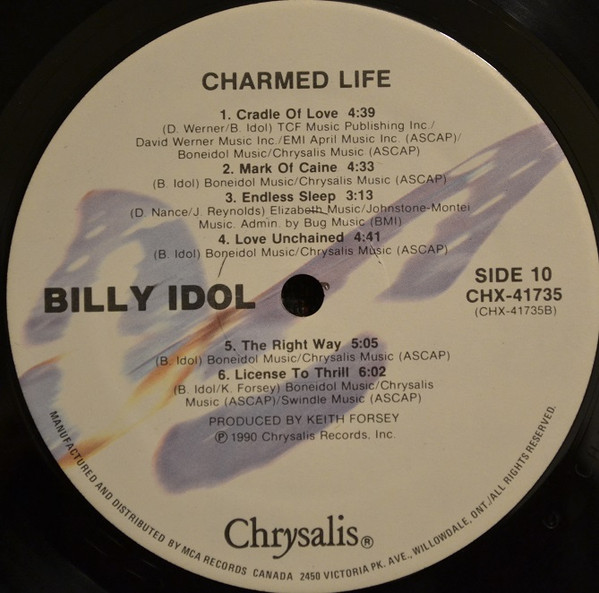 CHARMED LIFE
1. Cradle Of Love 4:39
(D. Werner/B. Idol) TCF Music Publishing Inc./
David Werner Music Inc./EMI April Music Inc. (ASCAP)/
Boneidol Music/Chrysalis Music (ASCAP)
2. Mark Of Caine 4:33
(B. Idol) Boneidol Music/Chrysalis Music (ASCAP)
3. Endless Sleep 3:13
(D. Nance/J. Reynolds) Elizabeth Music/Johnstone-Montei
Music. Admin. by Bug Music (BMI)
4. Love Unchained 4:41
(B. Idol) Boneidol Music/Chrysalis Music (ASCAP)
BILLY IDOL
SIDE 10
CHX-41735
(CHX-41735B)
5. The Right Way 5:05
(B. Idol) Boneidol Music/Chrysalis Music (ASCAP)
6. License To Thrill 6:02
(B. Idol/K. Forsey) Boneidol Music/Chrysalis
Music (ASCAP)/Swindle Music (ASCAP)
PRODUCED BY KEITH FORSEY
℗ 1990 Chrysalis Records, Inc.
Chrysalis®
MANUFACTURED AND DISTRIBUTED BY MCA RECORDS CANADA 2450 VICTORIA PK. AVE., WILLOWDALE, ONT./ALL RIGHTS RESERVED.